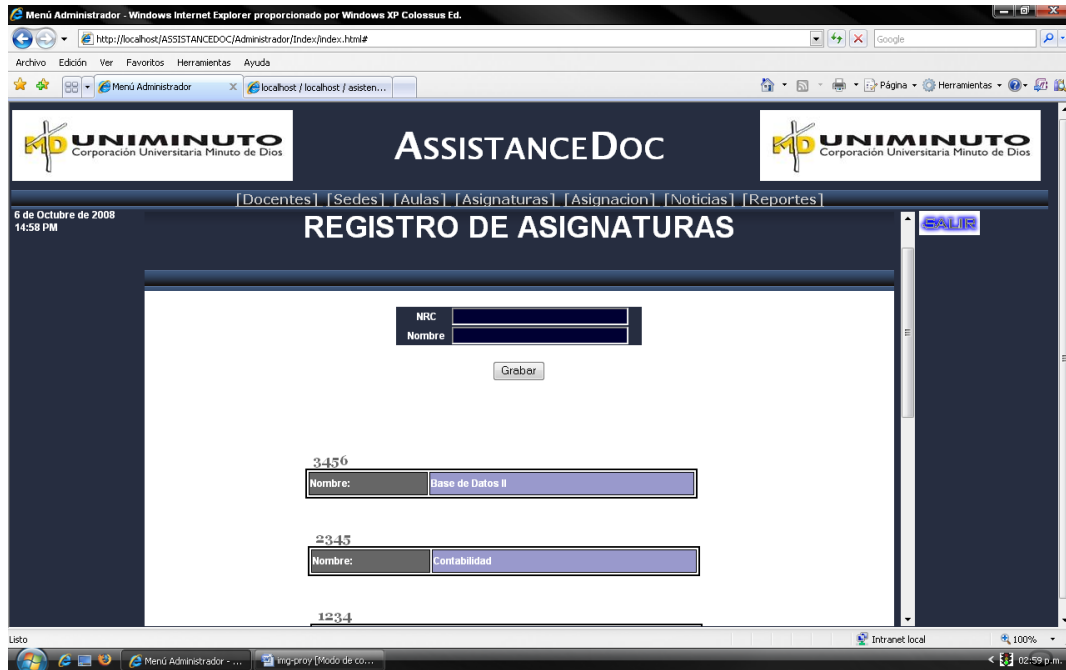 Menú Administrador - Windows Internet Explorer proporcionado por Windows XP Colossus Ed.
http://localhost/ASSISTANCEDOC/Administrador/Index/index.html#
Google
Archivo Edición Ver Favoritos Herramientas Ayuda
Menú Administrador
localhost / localhost / asisten...
Página
Herramientas
MD UNIMINUTO
Corporación Universitaria Minuto de Dios
ASSISTANCEDOC
MD UNIMINUTO
Corporación Universitaria Minuto de Dios
[Docentes] [Sedes] [Aulas] [Asignaturas] [Asignacion] [Noticias] [Reportes]
6 de Octubre de 2008
14:58 PM
REGISTRO DE ASIGNATURAS
SALIR
NRC
Nombre
Grabar
3456
Nombre: Base de Datos II
2345
Nombre: Contabilidad
1234
Listo
Intranet local
100%
Menú Administrador - ...
img-proy [Modo de co...
02:59 p.m.